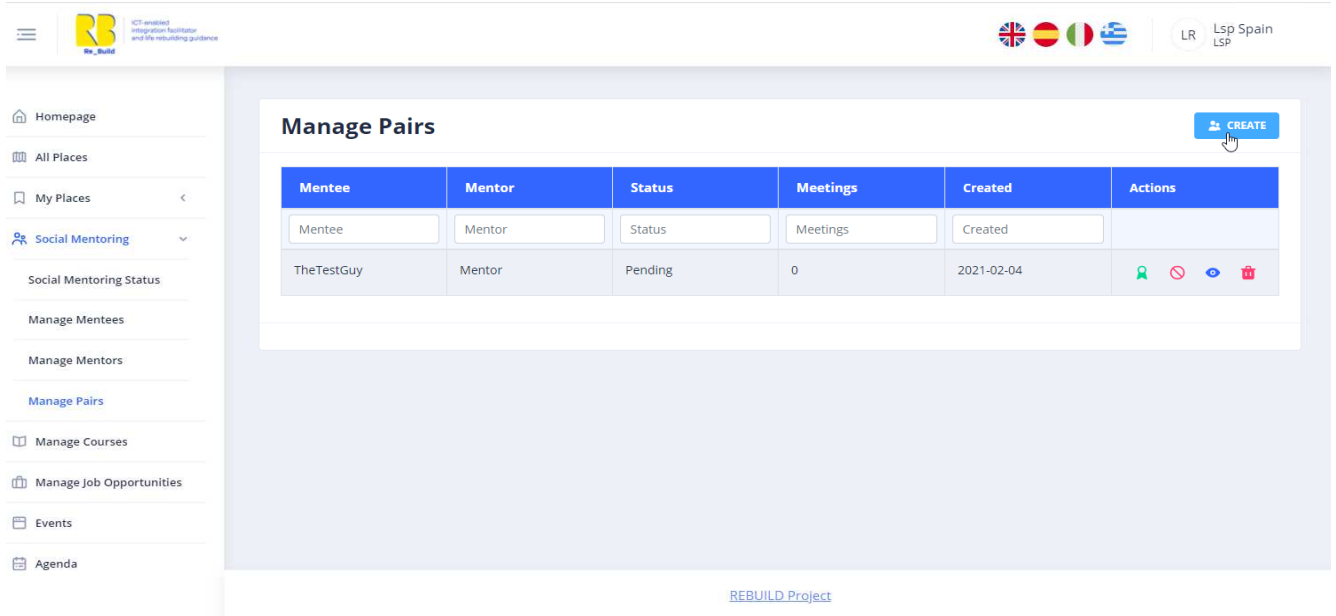 ICT-enabled
integration facilitator
and life rebuilding guidance
RB
Re_Build
LR
Lsp Spain
LSP
Homepage
All Places
My Places
Social Mentoring
Social Mentoring Status
Manage Mentees
Manage Mentors
Manage Pairs
Manage Courses
Manage Job Opportunities
Events
Agenda
Manage Pairs
CREATE
Mentee Mentor Status Meetings Created Actions
Mentee Mentor Status Meetings Created
TheTestGuy Mentor Pending 0 2021-02-04
REBUILD Project